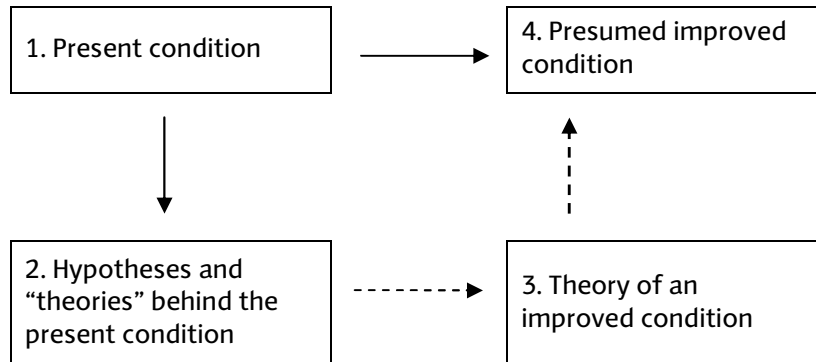 1. Present condition
4. Presumed improved
condition
2. Hypotheses and
“theories” behind the
present condition
3. Theory of an
improved condition